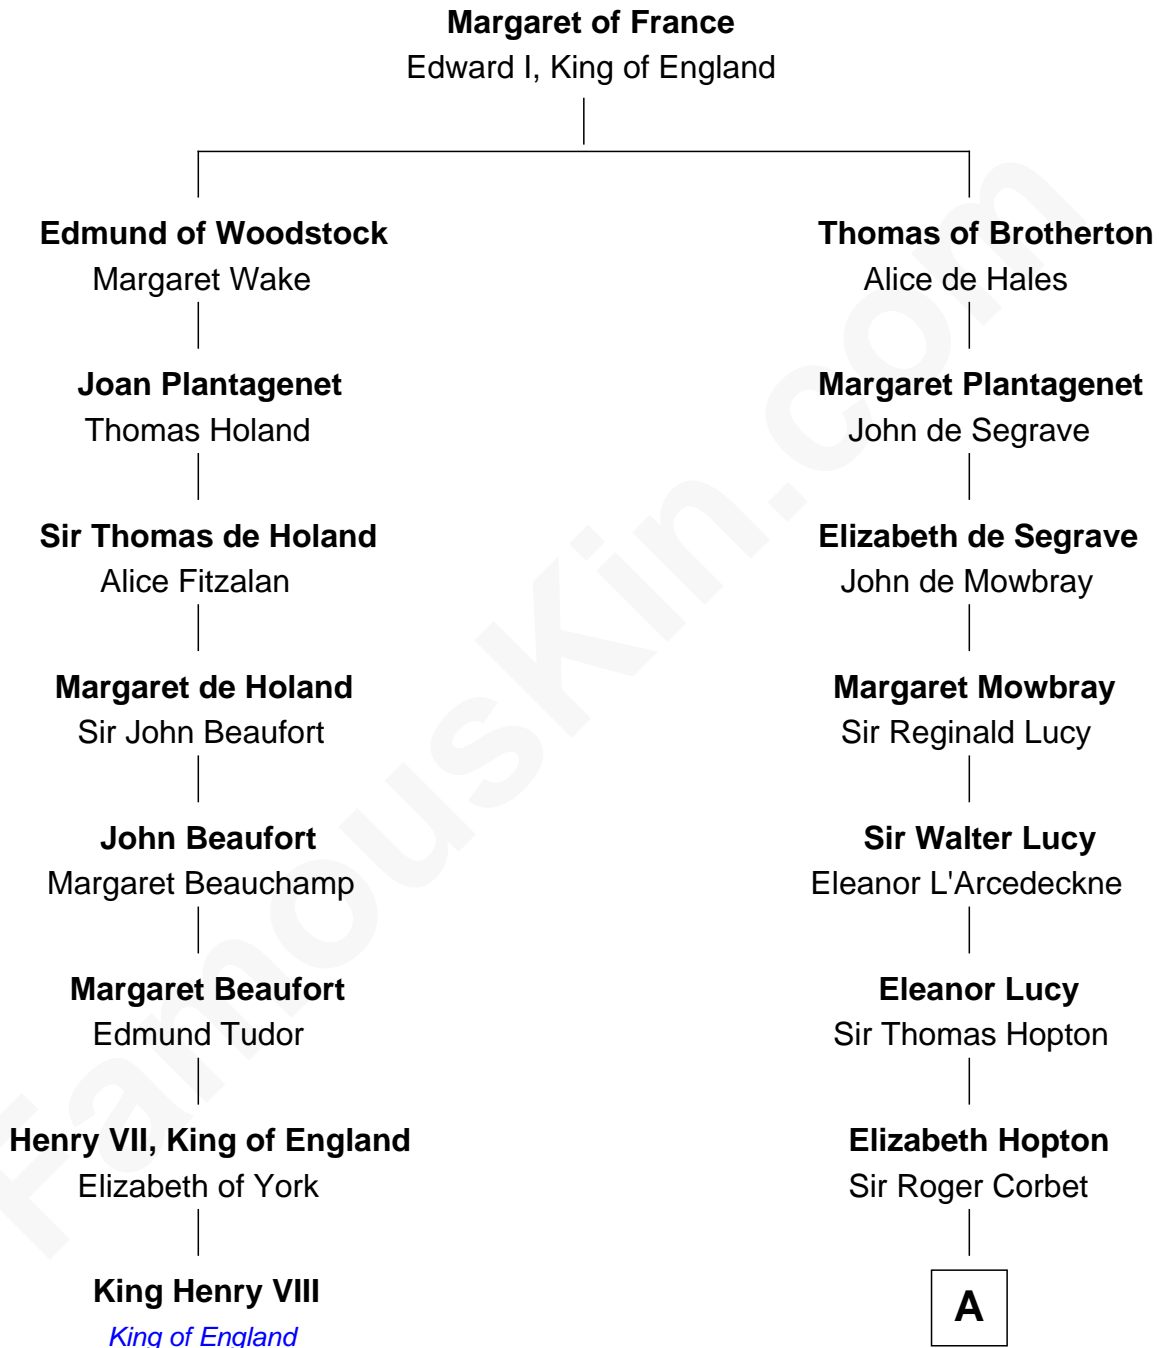 Margaret of France
Edward I, King of England
Edmund of Woodstock
Margaret Wake
Joan Plantagenet
Thomas Holand
Sir Thomas de Holand
Alice Fitzalan
Margaret de Holand
Sir John Beaufort
John Beaufort
Margaret Beauchamp
Margaret Beaufort
Edmund Tudor
Henry VII, King of England
Elizabeth of York
King Henry VIII
King of England
Thomas of Brotherton
Alice de Hales
Margaret Plantagenet
John de Segrave
Elizabeth de Segrave
John de Mowbray
Margaret Mowbray
Sir Reginald Lucy
Sir Walter Lucy
Eleanor L'Arcedeckne
Eleanor Lucy
Sir Thomas Hopton
Elizabeth Hopton
Sir Roger Corbet
A
FamousKin.com